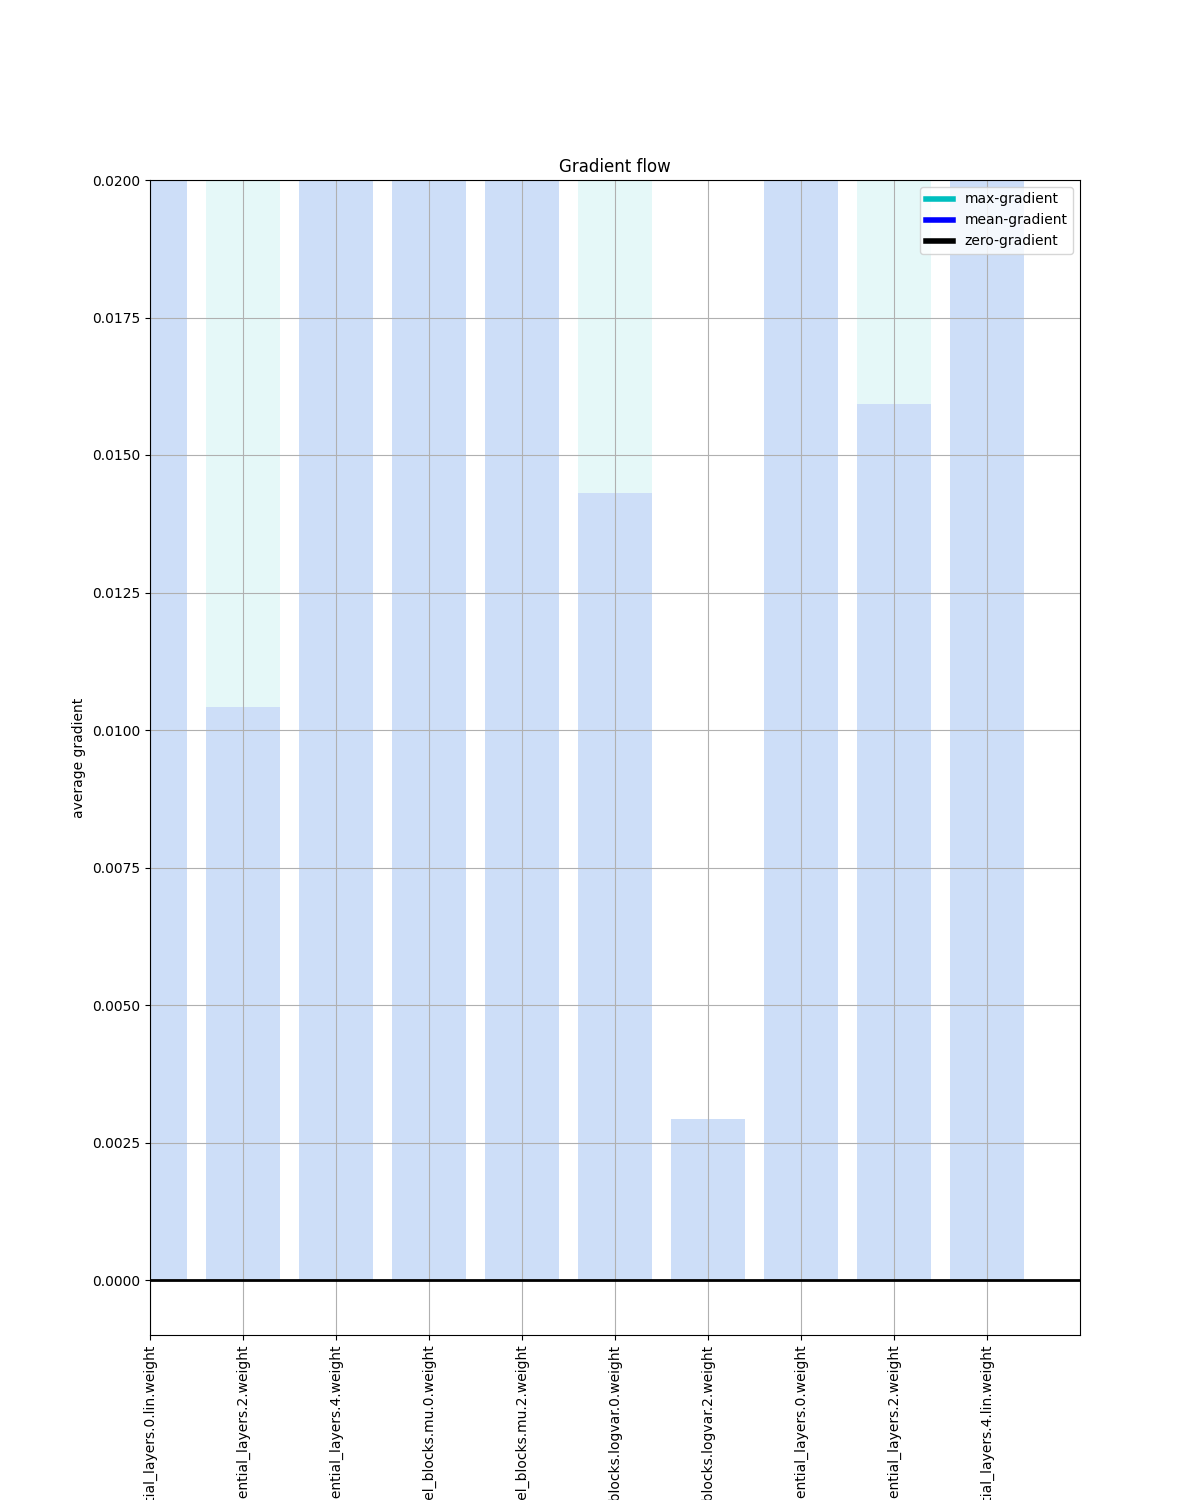 Gradient flow
max-gradient
mean-gradient
zero-gradient
0.0200
0.0175
0.0150
0.0125
0.0100
0.0075
0.0050
0.0025
0.0000
average gradient
tial_layers.0.lin.weight
ential_layers.2.weight
ential_layers.4.weight
el_blocks.mu.0.weight
el_blocks.mu.2.weight
blocks.logvar.0.weight
blocks.logvar.2.weight
ential_layers.0.weight
ential_layers.2.weight
tial_layers.4.lin.weight